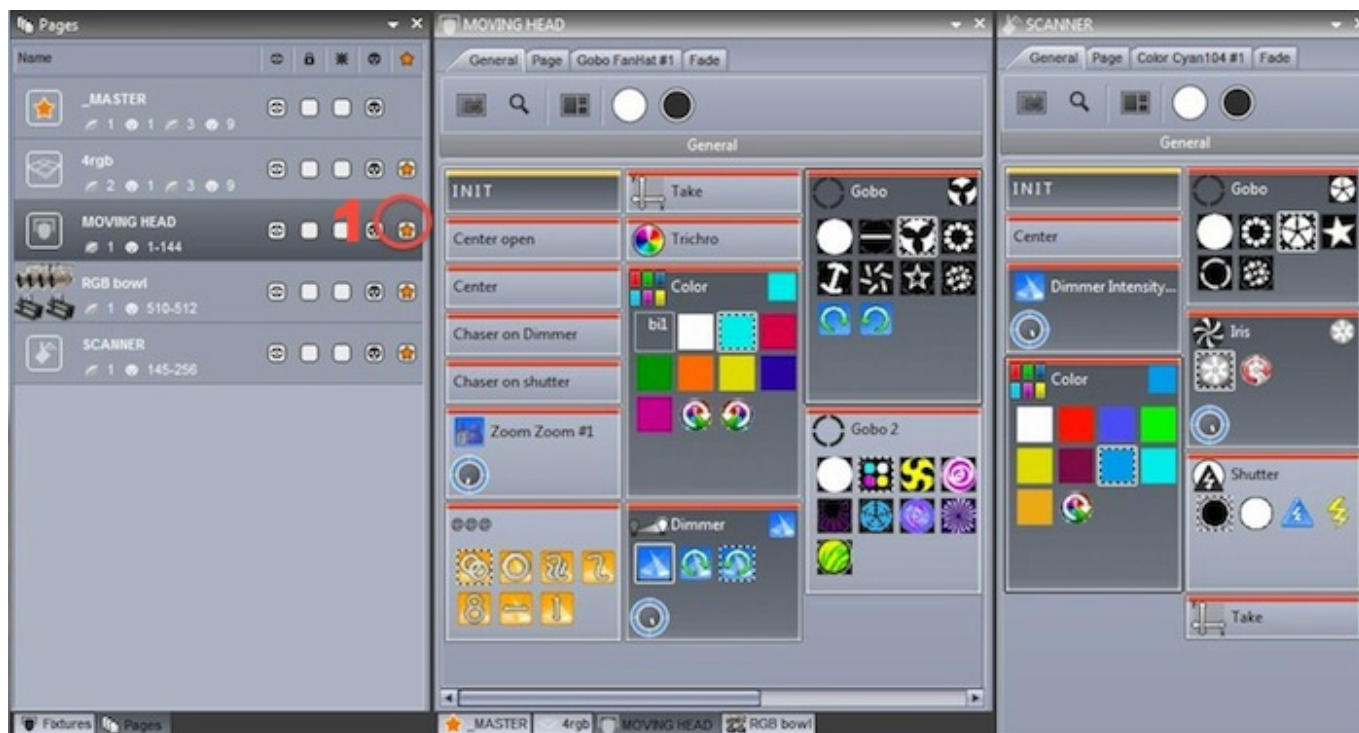 Pages
Name
_MASTER
1 1 3 9
4rgb
2 1 3 9
MOVING HEAD
1 1-144
RGB bowl
1 510-512
SCANNER
1 145-256
1
Fixtures Pages
MOVING HEAD
General Page Gobo FanHat #1 Fade
General
INIT
Center open
Center
Chaser on Dimmer
Chaser on shutter
Zoom Zoom #1
@@@
8
Take
Trichro
Color
bi1
Dimmer
Gobo
Gobo 2
_MASTER 4rgb MOVING HEAD RGB bowl
SCANNER
General Page Color Cyan104 #1 Fade
General
INIT
Center
Dimmer Intensity...
Color
Gobo
Iris
Shutter
Take